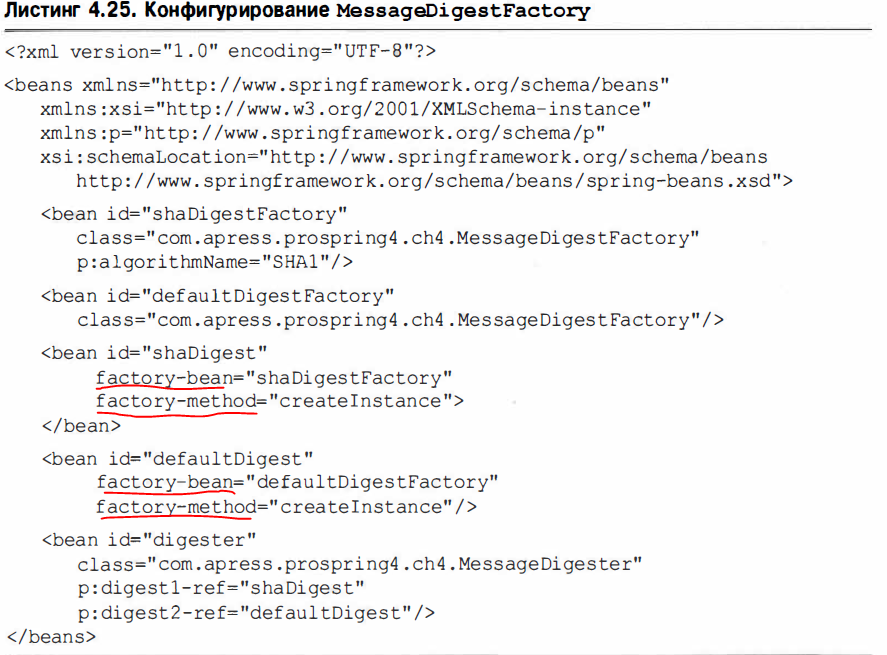 Листинг 4.25. Конфигурирование MessageDigestFactory
<?xml version="1.0" encoding="UTF-8"?>
<beans xmlns="http://www.springframework.org/schema/beans"
xmlns:xsi="http://www.w3.org/2001/XMLSchema-instance"
xmlns:p="http://www.springframework.org/schema/p"
xsi:schemaLocation="http://www.springframework.org/schema/beans
http://www.springframework.org/schema/beans/spring-beans.xsd">
<bean id="shaDigestFactory"
class="com.apress.prospring4.ch4.MessageDigestFactory"
p:algorithmName="SHA1"/>
<bean id="defaultDigestFactory"
class="com.apress.prospring4.ch4.MessageDigestFactory"/>
<bean id="shaDigest"
factory-bean="shaDigestFactory"
factory-method="createInstance">
</bean>
<bean id="defaultDigest"
factory-bean="defaultDigestFactory"
factory-method="createInstance"/>
<bean id="digester"
class="com.apress.prospring4.ch4.MessageDigester"
p:digest1-ref="shaDigest"
p:digest2-ref="defaultDigest"/>
</beans>